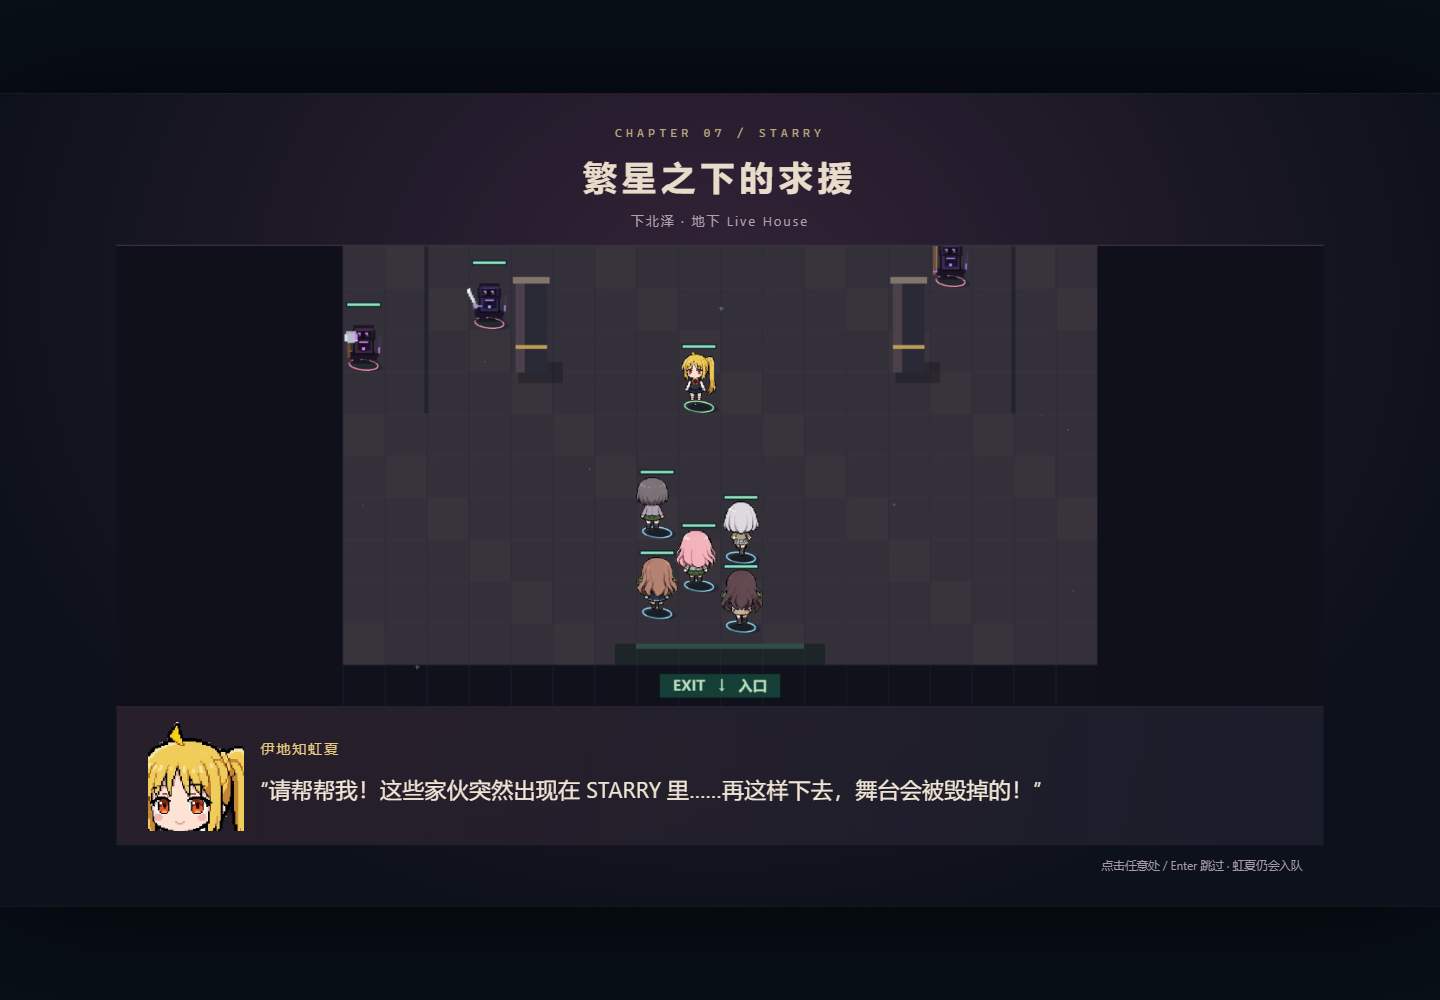 CHAPTER 07 / STARRY
繁星之下的求援
下北泽 · 地下 Live House
EXIT ↓ 入口
伊地知虹夏
“请帮帮我！这些家伙突然出现在 STARRY 里……再这样下去，舞台会被毁掉的！”
点击任意处 / Enter 跳过 · 虹夏仍会入队